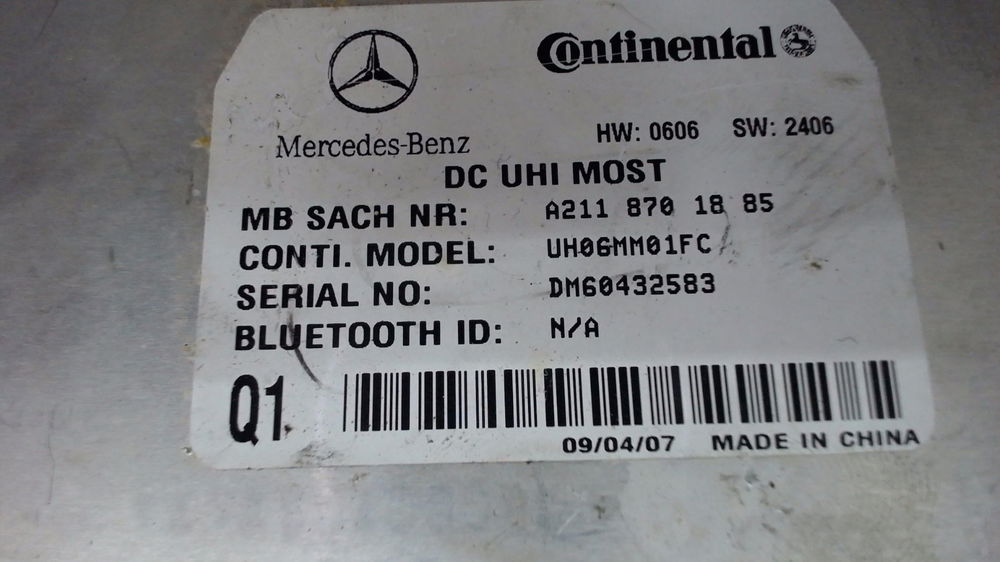 Mercedes-Benz
Continental
HW: 0606 SW: 2406
DC UHI MOST
MB SACH NR: A211 870 18 85
CONTI. MODEL: UH06MM01FC
SERIAL NO: DM60432583
BLUETOOTH ID: N/A
Q1
09/04/07 MADE IN CHINA